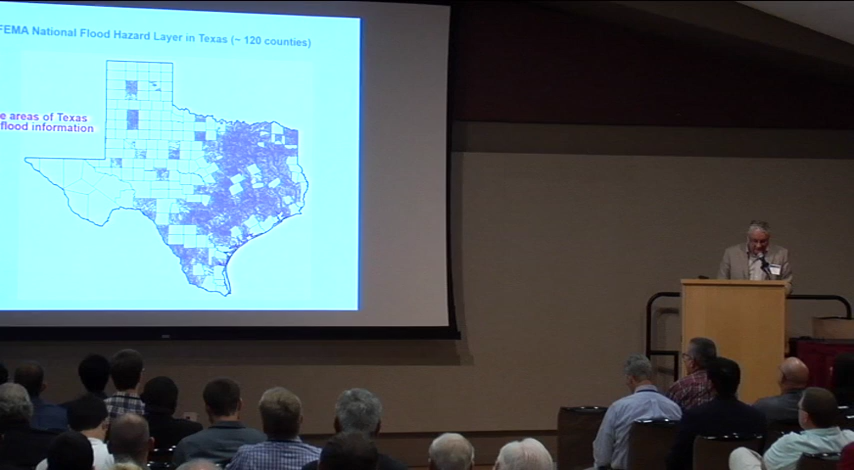 FEMA National Flood Hazard Layer in Texas (~ 120 counties)
e areas of Texas
flood information